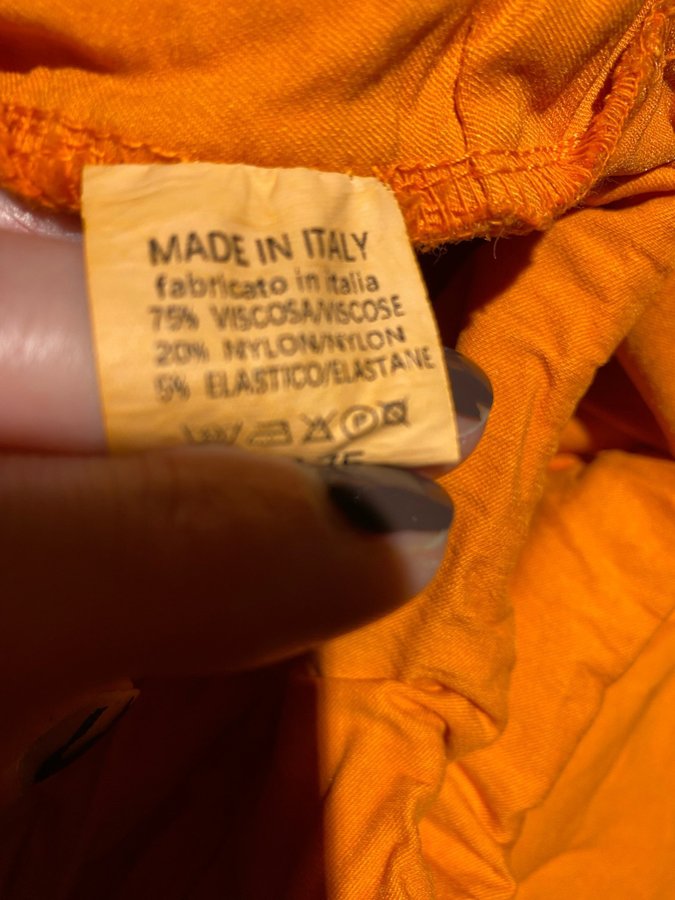 MADE IN ITALY
fabricato in italia
75% VISCOSA/VISCOSE
20% NYLON/NYLON
5% ELASTICO/ELASTANE
P